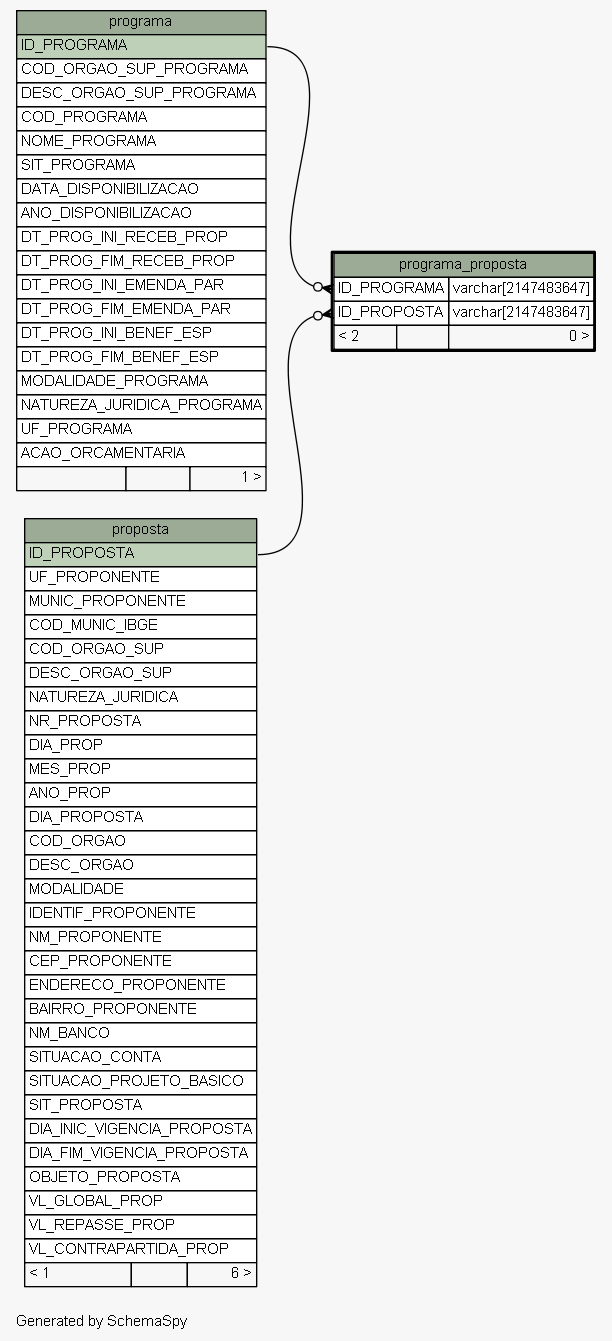 programa
ID_PROGRAMA
COD_ORGAO_SUP_PROGRAMA
DESC_ORGAO_SUP_PROGRAMA
COD_PROGRAMA
NOME_PROGRAMA
SIT_PROGRAMA
DATA_DISPONIBILIZACAO
ANO_DISPONIBILIZACAO
DT_PROG_INI_RECEB_PROP
DT_PROG_FIM_RECEB_PROP
DT_PROG_INI_EMENDA_PAR
DT_PROG_FIM_EMENDA_PAR
DT_PROG_INI_BENEF_ESP
DT_PROG_FIM_BENEF_ESP
MODALIDADE_PROGRAMA
NATUREZA_JURIDICA_PROGRAMA
UF_PROGRAMA
ACAO_ORCAMENTARIA
1 >
programa_proposta
ID_PROGRAMA varchar[2147483647]
ID_PROPOSTA varchar[2147483647]
< 2 0 >
proposta
ID_PROPOSTA
UF_PROPONENTE
MUNIC_PROPONENTE
COD_MUNIC_IBGE
COD_ORGAO_SUP
DESC_ORGAO_SUP
NATUREZA_JURIDICA
NR_PROPOSTA
DIA_PROP
MES_PROP
ANO_PROP
DIA_PROPOSTA
COD_ORGAO
DESC_ORGAO
MODALIDADE
IDENTIF_PROPONENTE
NM_PROPONENTE
CEP_PROPONENTE
ENDERECO_PROPONENTE
BAIRRO_PROPONENTE
NM_BANCO
SITUACAO_CONTA
SITUACAO_PROJETO_BASICO
SIT_PROPOSTA
DIA_INIC_VIGENCIA_PROPOSTA
DIA_FIM_VIGENCIA_PROPOSTA
OBJETO_PROPOSTA
VL_GLOBAL_PROP
VL_REPASSE_PROP
VL_CONTRAPARTIDA_PROP
< 1 6 >
Generated by SchemaSpy